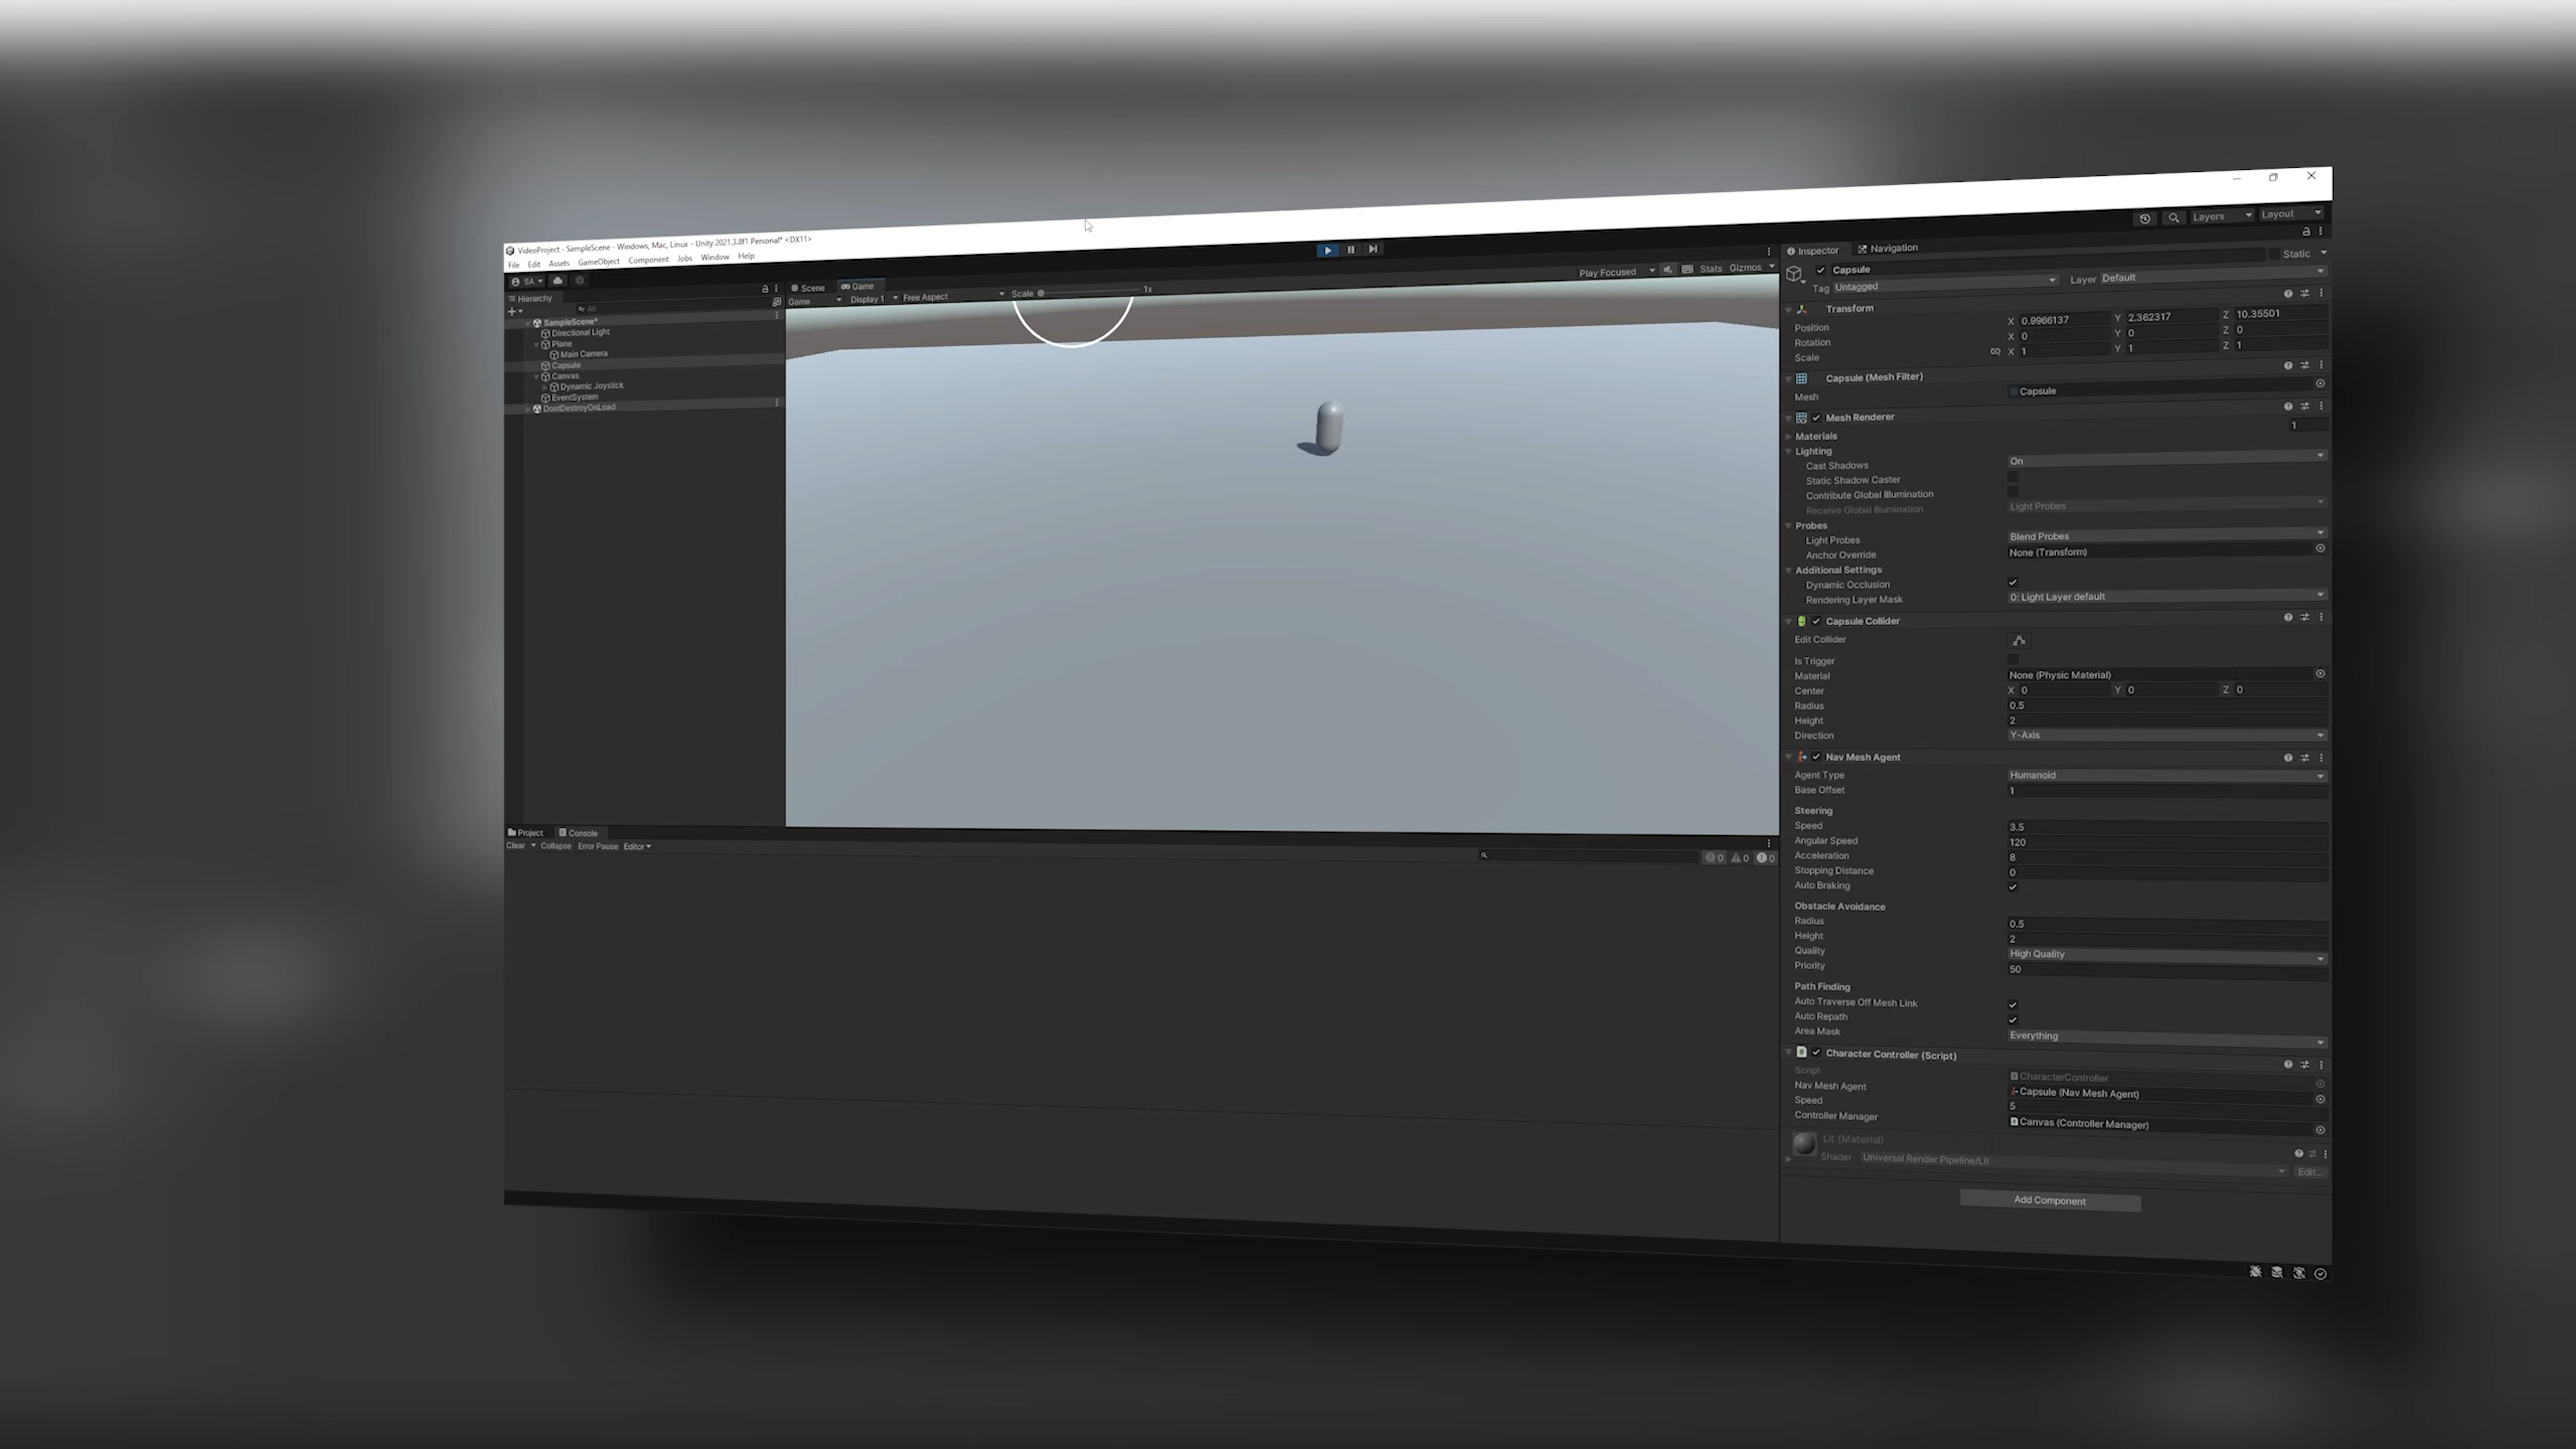 VideoProject - SampleScene - Windows, Mac, Linux - Unity 2021.3.8f1 Personal* <DX11>
File Edit Assets GameObject Component Jobs Window Help
Layers Layout
SA
Hierarchy
All
SampleScene*
Directional Light
Plane
Main Camera
Capsule
Canvas
Dynamic Joystick
EventSystem
DontDestroyOnLoad
Scene Game
Game Display 1 Free Aspect Scale 1x Play Focused Stats Gizmos
Project Console
Clear Collapse Error Pause Editor
0 0 0
Inspector Navigation
Capsule Static
Tag Untagged Layer Default
Transform
Position X 0.9966137 Y 2.362317 Z 10.35501
Rotation X 0 Y 0 Z 0
Scale X 1 Y 1 Z 1
Capsule (Mesh Filter)
Mesh Capsule
Mesh Renderer
Materials 1
Lighting
Cast Shadows On
Static Shadow Caster
Contribute Global Illumination
Receive Global Illumination Light Probes
Probes
Light Probes Blend Probes
Anchor Override None (Transform)
Additional Settings
Dynamic Occlusion
Rendering Layer Mask 0: Light Layer default
Capsule Collider
Edit Collider
Is Trigger
Material None (Physic Material)
Center X 0 Y 0 Z 0
Radius 0.5
Height 2
Direction Y-Axis
Nav Mesh Agent
Agent Type Humanoid
Base Offset 1
Steering
Speed 3.5
Angular Speed 120
Acceleration 8
Stopping Distance 0
Auto Braking
Obstacle Avoidance
Radius 0.5
Height 2
Quality High Quality
Priority 50
Path Finding
Auto Traverse Off Mesh Link
Auto Repath
Area Mask Everything
Character Controller (Script)
Script CharacterController
Nav Mesh Agent Capsule (Nav Mesh Agent)
Speed 5
Controller Manager Canvas (Controller Manager)
Lit (Material)
Shader Universal Render Pipeline/Lit Edit...
Add Component